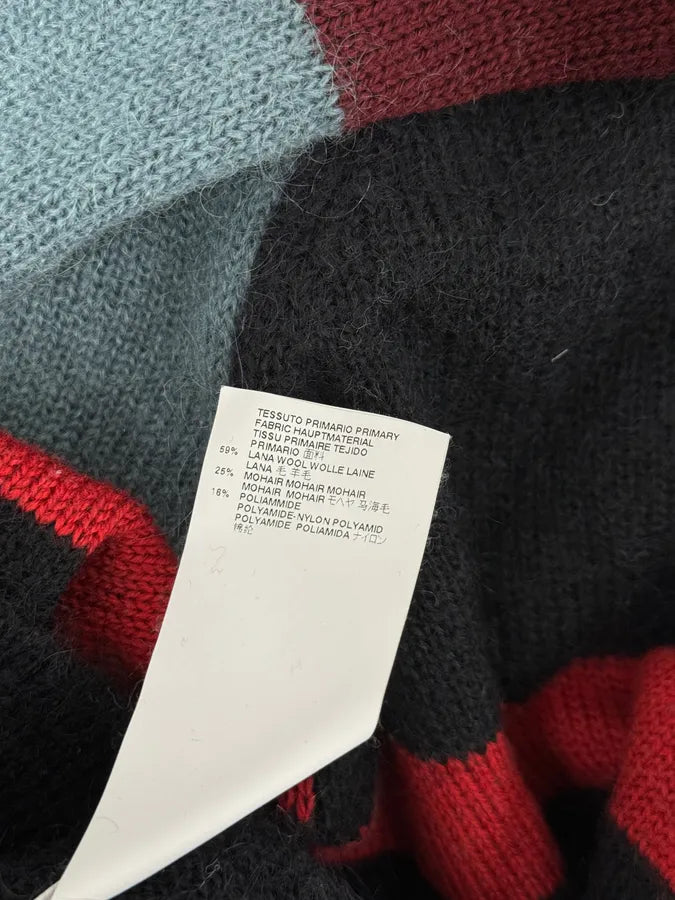 TESSUTO PRIMARIO PRIMARY
FABRIC HAUPTMATERIAL
TISSU PRIMAIRE TEJIDO
PRIMARIO 面料
59% LANA WOOL WOLLE LAINE
LANA 毛 羊毛
25% MOHAIR MOHAIR MOHAIR
MOHAIR MOHAIR モヘヤ 马海毛
16% POLIAMMIDE
POLYAMIDE-NYLON POLYAMID
POLYAMIDE POLIAMIDA ナイロン
锦纶
2